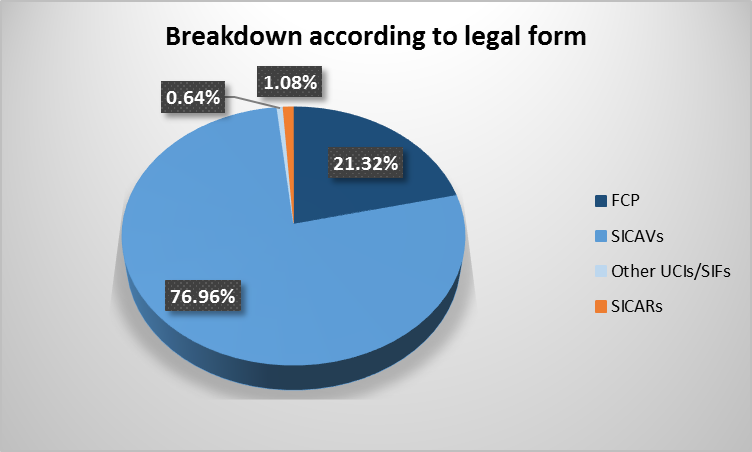 Breakdown according to legal form
1.08%
0.64%
21.32%
FCP
SICAVs
Other UCIs/SIFs
76.96%
SICARs